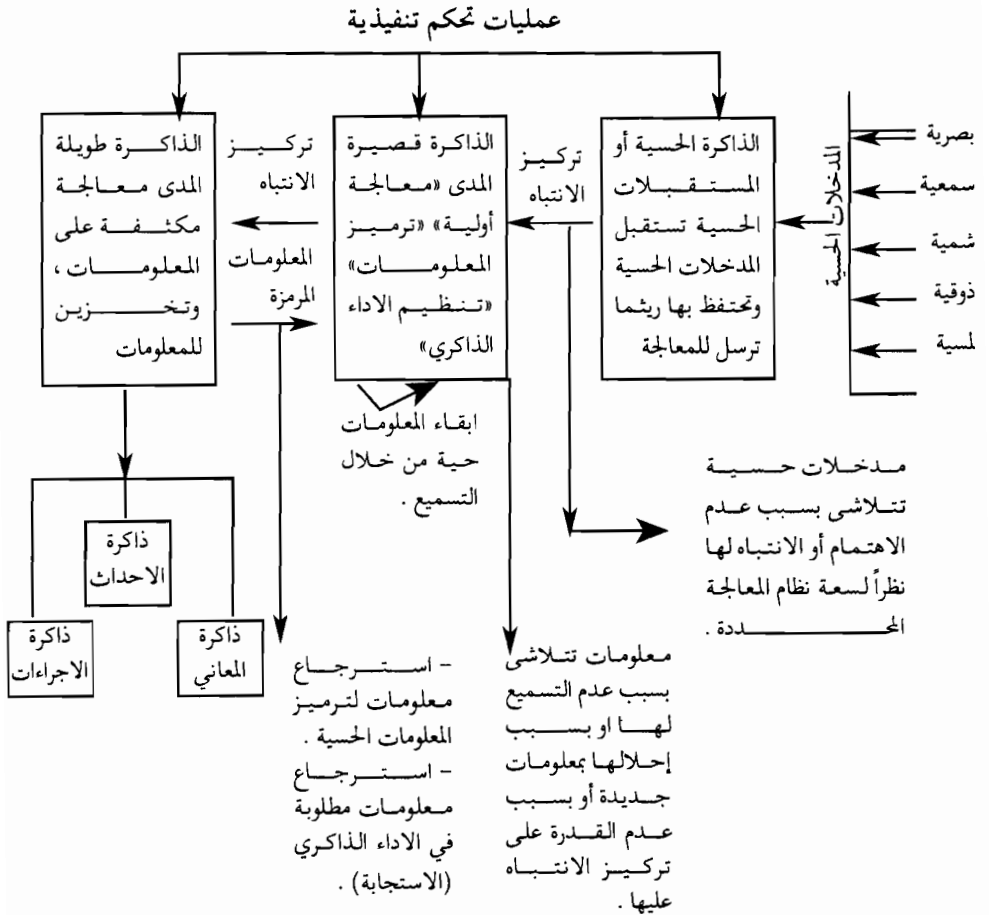 عمليات تحكم تنفيذية
بصرية
سمعية
شمية
ذوقية
لمسية
المدخلات الحسية
الذاكرة الحسية أو
المستقبلات
الحسية تستقبل
المدخلات الحسية
وتحتفظ بها ريثما
ترسل للمعالجة
تركيز
الانتباه
الذاكرة قصيرة
المدى «معالجة
أولية» «ترميز
المعلومات»
«تنظيم الاداء
الذاكري»
تركيز
الانتباه
المعلومات
المرمزة
الذاكرة طويلة
المدى معالجة
مكثفة على
المعلومات ،
وتخزين
للمعلومات
ابقاء المعلومات
حية من خلال
التسميع .
مدخلات حسية
تتلاشى بسبب عدم
الاهتمام أو الانتباه لها
نظراً لسعة نظام المعالجة
المحددة .
ذاكرة
الاحداث
ذاكرة
المعاني
ذاكرة
الاجراءات
معلومات تتلاشى
بسبب عدم التسميع
لها او بسبب
إحلالها بمعلومات
جديدة أو بسبب
عدم القدرة على
تركيز الانتباه
عليها .
- استرجاع
معلومات لترميز
المعلومات الحسية .
- استرجاع
معلومات مطلوبة
في الاداء الذاكري
(الاستجابة) .